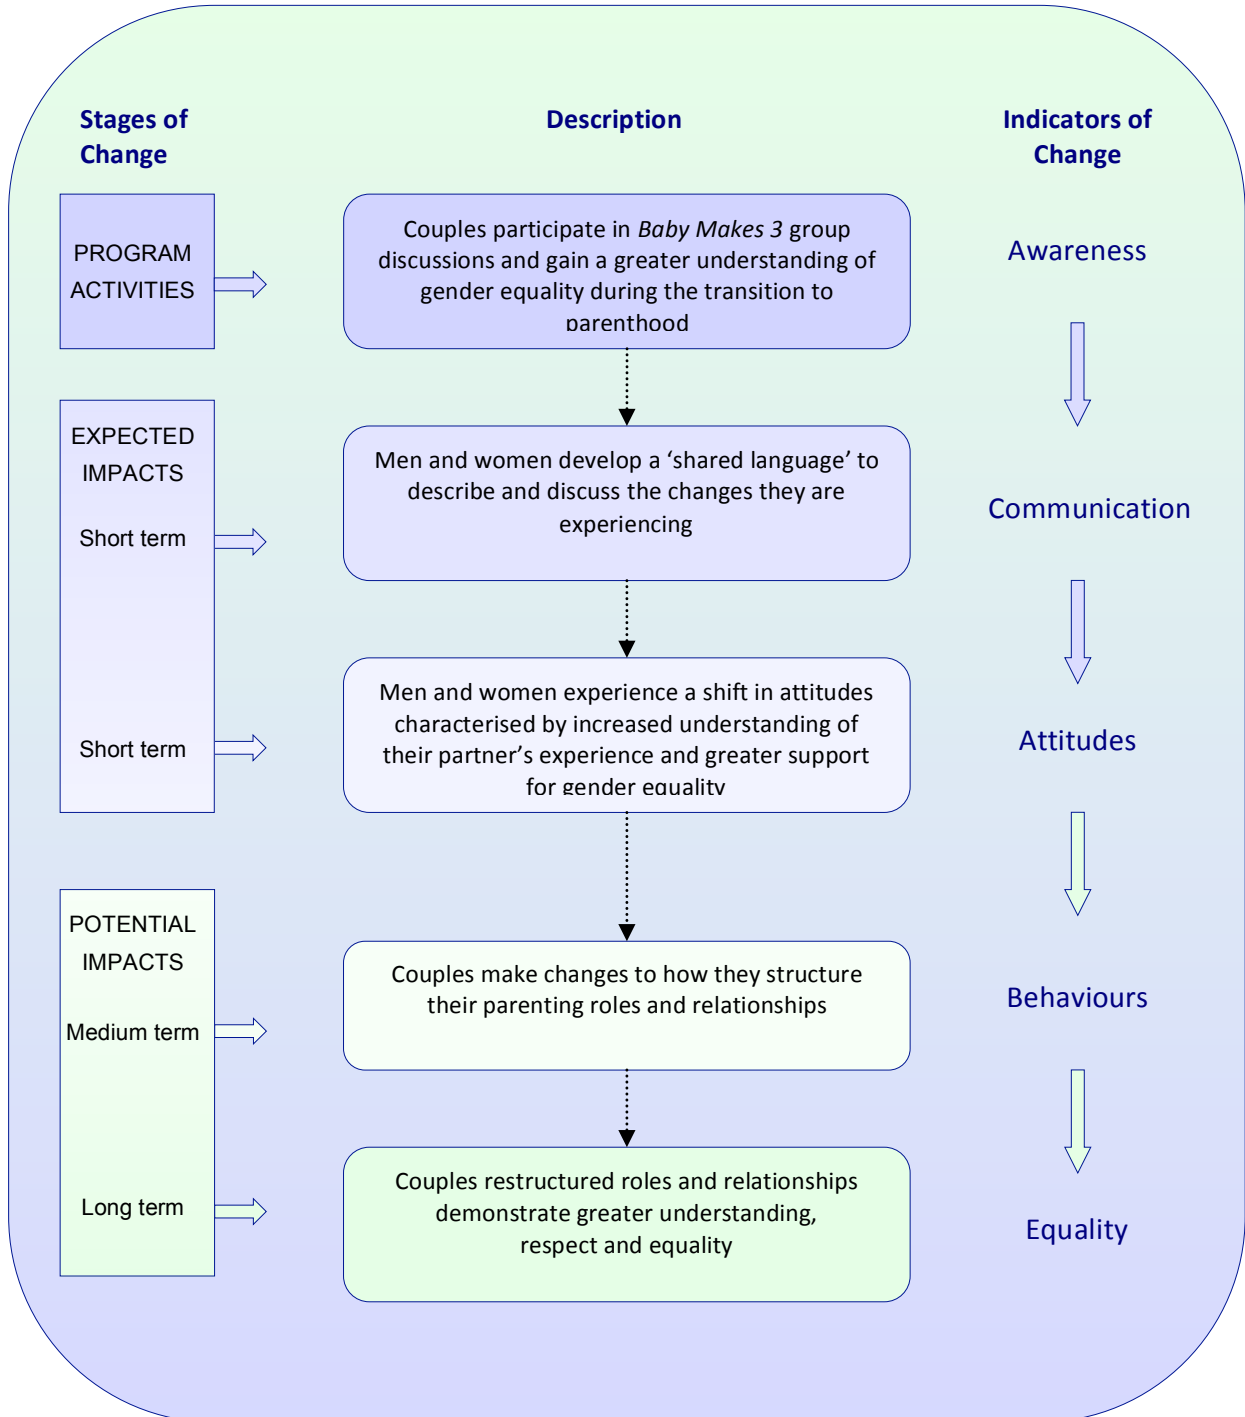 Stages of
Change
Description
Indicators of
Change
PROGRAM
ACTIVITIES
Couples participate in Baby Makes 3 group
discussions and gain a greater understanding of
gender equality during the transition to
parenthood
Awareness
EXPECTED
IMPACTS
Short term
Men and women develop a ‘shared language’ to
describe and discuss the changes they are
experiencing
Communication
Short term
Men and women experience a shift in attitudes
characterised by increased understanding of
their partner’s experience and greater support
for gender equality
Attitudes
POTENTIAL
IMPACTS
Medium term
Couples make changes to how they structure
their parenting roles and relationships
Behaviours
Long term
Couples restructured roles and relationships
demonstrate greater understanding,
respect and equality
Equality